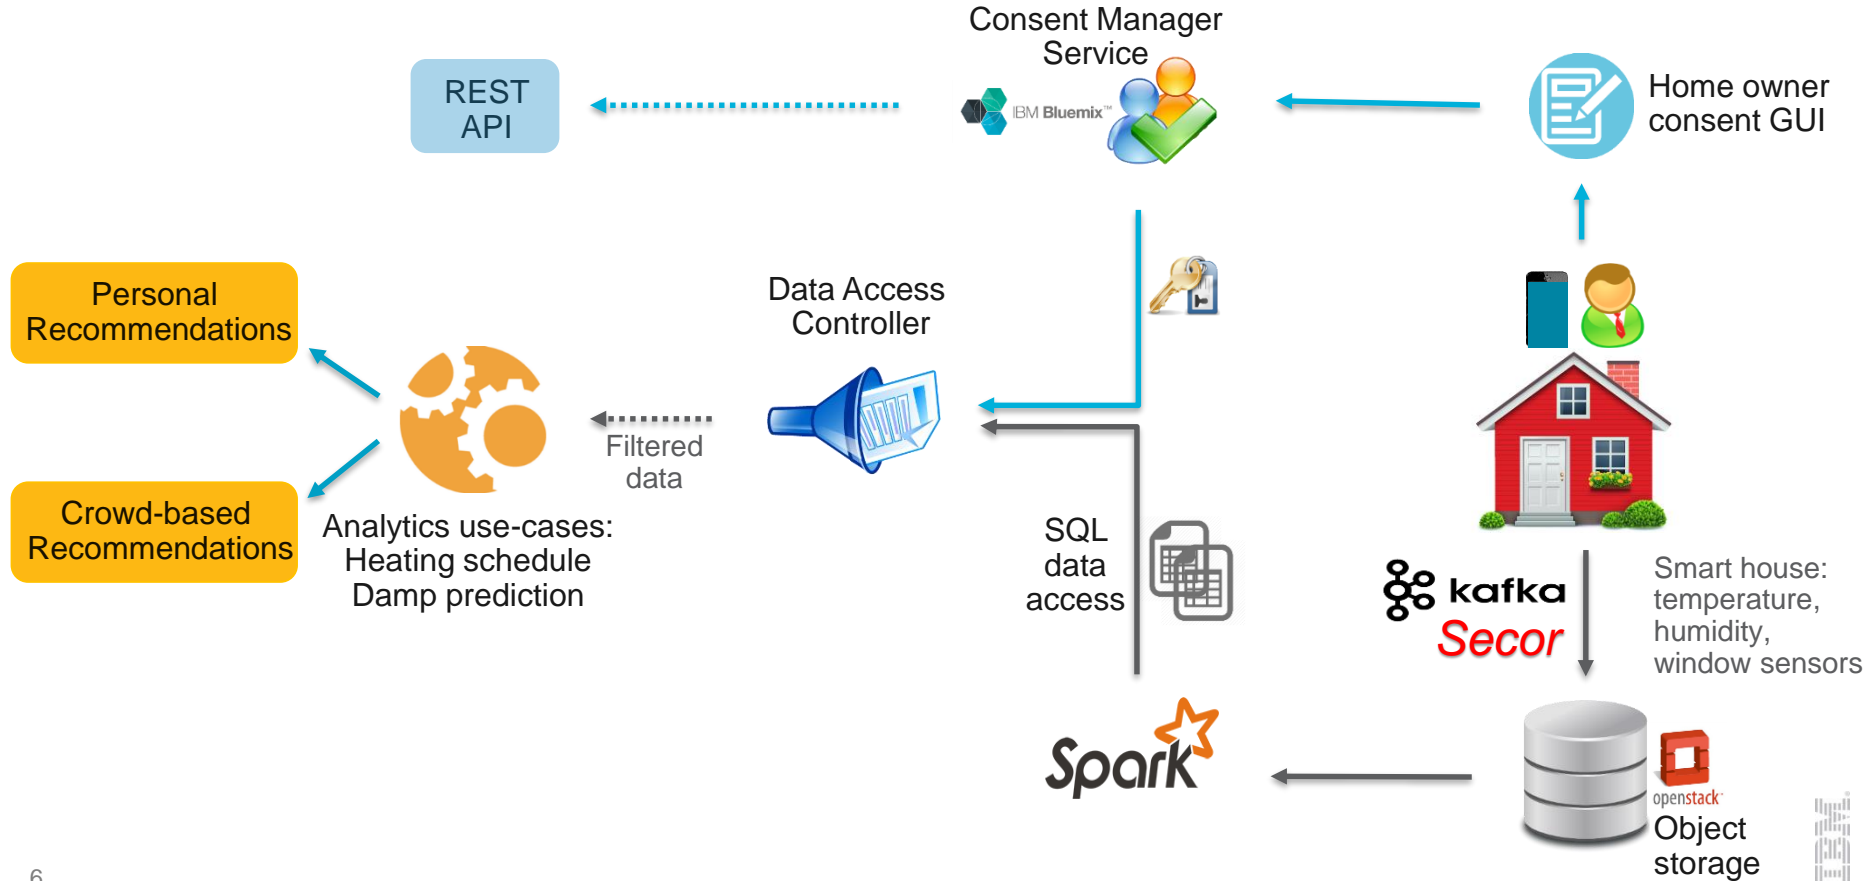 Consent Manager
Service
REST
API
IBM Bluemix™
Home owner
consent GUI
Personal
Recommendations
Data Access
Controller
Filtered
data
Crowd-based
Recommendations
Analytics use-cases:
Heating schedule
Damp prediction
SQL
data
access
kafka
Secor
Smart house:
temperature,
humidity,
window sensors
Spark
openstack
Object
storage
IBM
6